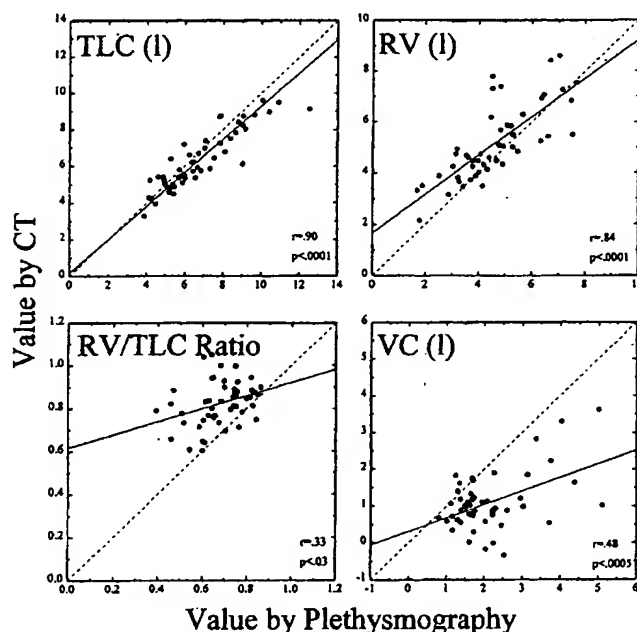 TLC (l)
14
12
10
8
6
4
2
0
0 2 4 6 8 10 12 14
r=.90
p<.0001
RV (l)
10
8
6
4
2
0
0 2 4 6 8 10
r=.84
p<.0001
Value by CT
RV/TLC Ratio
1.2
1.0
0.8
0.6
0.4
0.2
0.0
0.0 0.2 0.4 0.6 0.8 1.0 1.2
r=.33
p<.03
VC (l)
6
5
4
3
2
1
0
-1
-1 0 1 2 3 4 5 6
r=.48
p<.0005
Value by Plethysmography